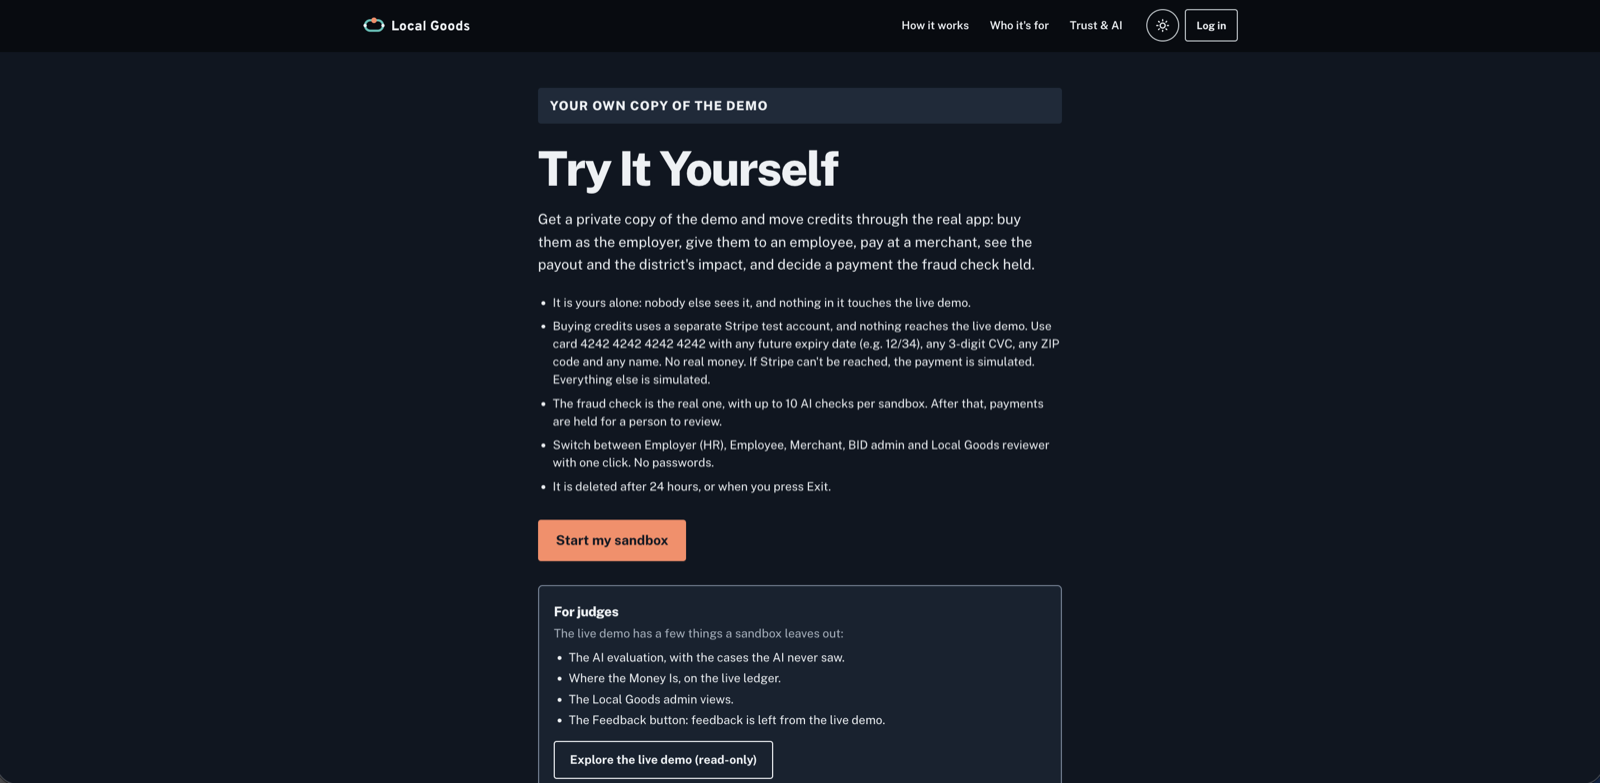 Local Goods
How it works
Who it's for
Trust & AI
Log in
YOUR OWN COPY OF THE DEMO
Try It Yourself
Get a private copy of the demo and move credits through the real app: buy
them as the employer, give them to an employee, pay at a merchant, see the
payout and the district's impact, and decide a payment the fraud check held.
• It is yours alone: nobody else sees it, and nothing in it touches the live demo.
• Buying credits uses a separate Stripe test account, and nothing reaches the live demo. Use
card 4242 4242 4242 4242 with any future expiry date (e.g. 12/34), any 3-digit CVC, any ZIP
code and any name. No real money. If Stripe can't be reached, the payment is simulated.
Everything else is simulated.
• The fraud check is the real one, with up to 10 AI checks per sandbox. After that, payments
are held for a person to review.
• Switch between Employer (HR), Employee, Merchant, BID admin and Local Goods reviewer
with one click. No passwords.
• It is deleted after 24 hours, or when you press Exit.
Start my sandbox
For judges
The live demo has a few things a sandbox leaves out:
• The AI evaluation, with the cases the AI never saw.
• Where the Money Is, on the live ledger.
• The Local Goods admin views.
• The Feedback button: feedback is left from the live demo.
Explore the live demo (read-only)